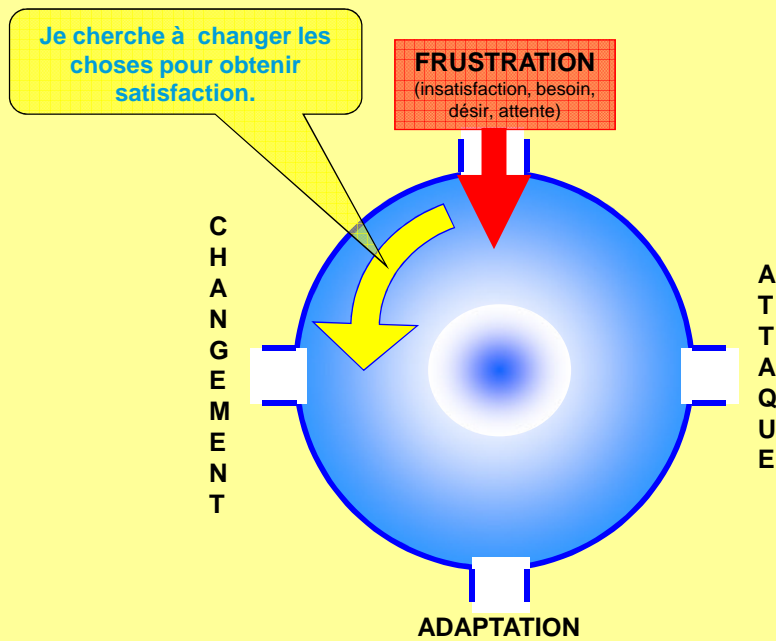 Je cherche à changer les
choses pour obtenir
satisfaction.
FRUSTRATION
(insatisfaction, besoin,
désir, attente)
CHANGEMENT
ATTAQUE
ADAPTATION